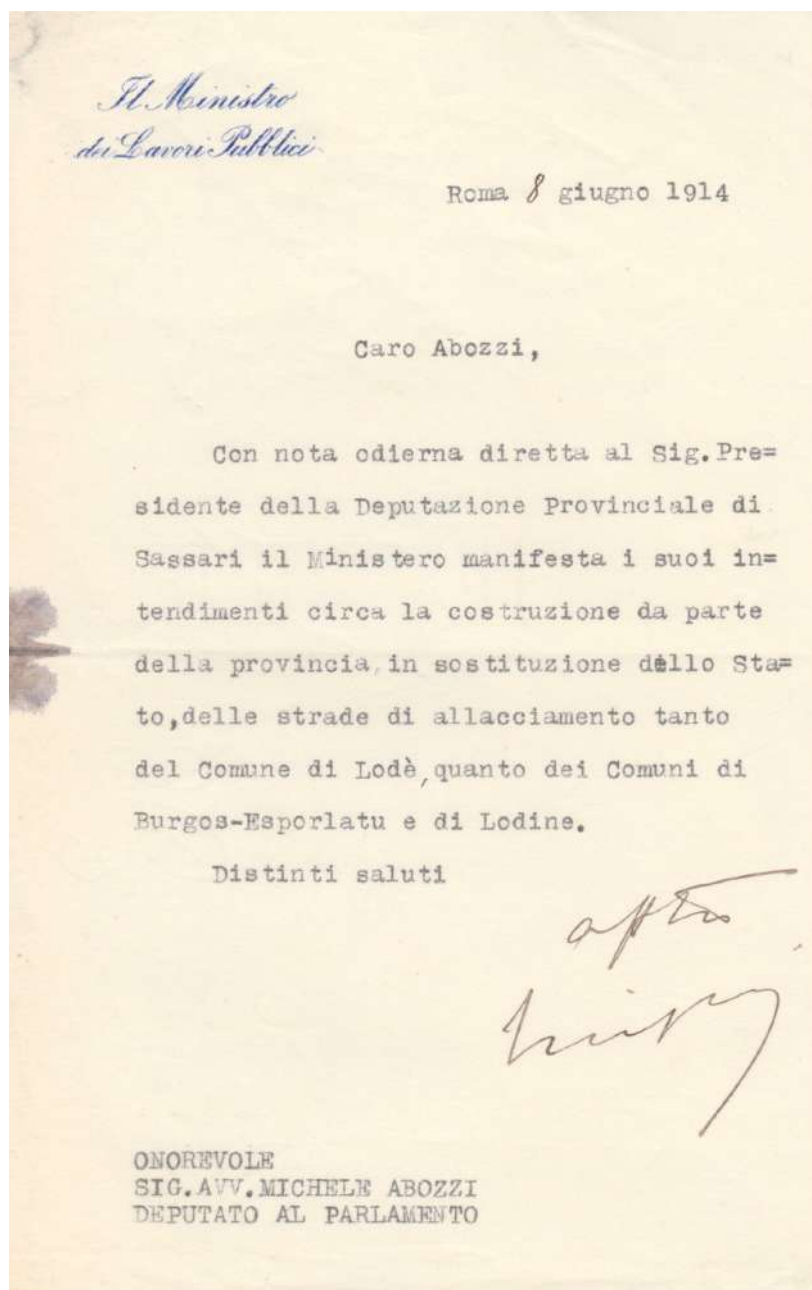 Il Ministro
dei Lavori Pubblici
Roma 8 giugno 1914
Caro Abozzi,
Con nota odierna diretta al Sig.Pre=
sidente della Deputazione Provinciale di
Sassari il Ministero manifesta i suoi in=
tendimenti circa la costruzione da parte
della provincia, in sostituzione dello Sta=
to,delle strade di allacciamento tanto
del Comune di Lodè, quanto dei Comuni di
Burgos-Esporlatu e di Lodine.
Distinti saluti
ONOREVOLE
SIG.AVV.MICHELE ABOZZI
DEPUTATO AL PARLAMENTO